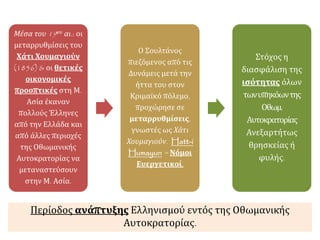 Μέσα του 19ου αι.: οι
μεταρρυθμίσεις του
Χάτι Χουμαγιούν
(1856) & οι θετικές
οικονομικές
προοπτικές στη Μ.
Ασία έκαναν
πολλούς Έλληνες
από την Ελλάδα και
από άλλες περιοχές
της Οθωμανικής
Αυτοκρατορίας να
μεταναστεύσουν
στην Μ. Ασία.
Ο Σουλτάνος
πιεζόμενος από τις
Δυνάμεις μετά την
ήττα του στον
Κριμαϊκό πόλεμο,
προχώρησε σε
μεταρρυθμίσεις,
γνωστές ως Χάτι
Χουμαγιούν. Hatt-i
Humayun = Νόμοι
Ευεργετικοί.
Στόχος η
διασφάλιση της
ισότητας όλων
των υπηκόων της
Οθωμ.
Αυτοκρατορίας
Ανεξαρτήτως
θρησκείας ή
φυλής.
Περίοδος ανάπτυξης Ελληνισμού εντός της Οθωμανικής
Αυτοκρατορίας.